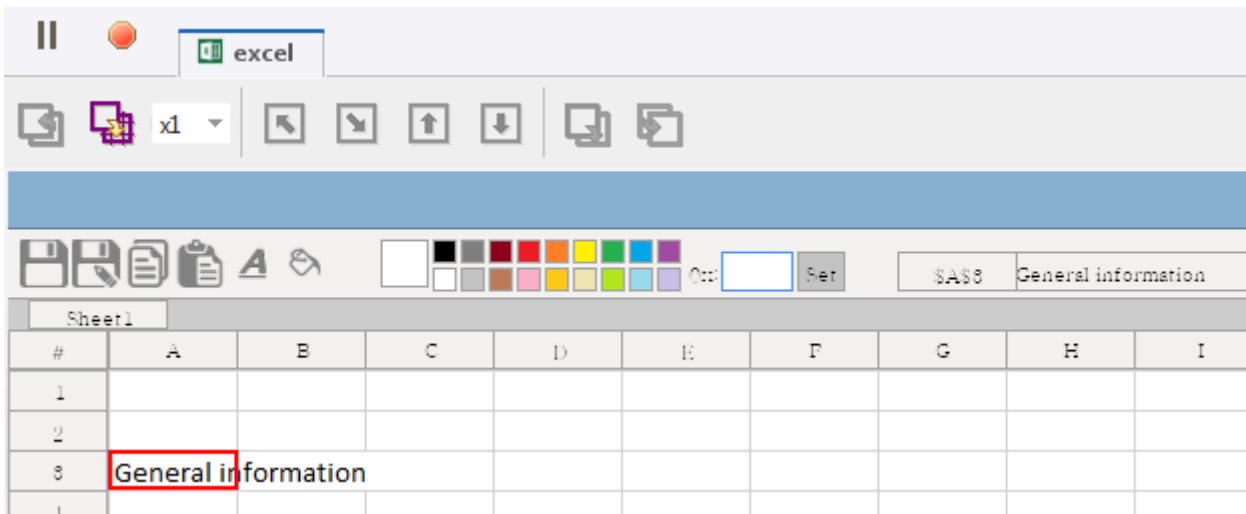 excel
x1
Set
$A$3 General information
Sheet1
# A B C D E F G H I
1
2
3 General information